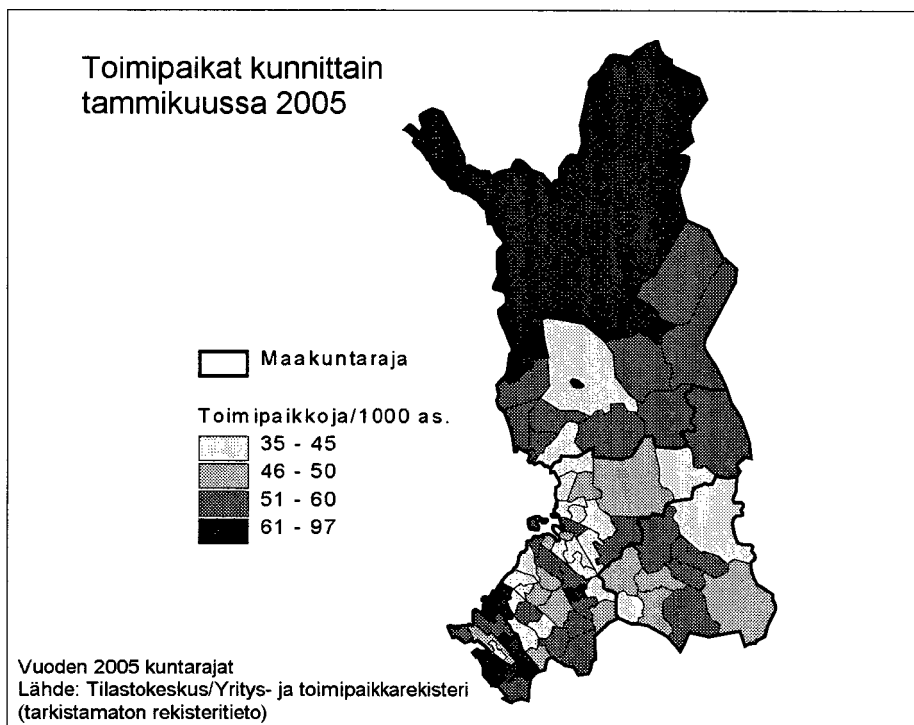 Toimipaikat kunnittain
tammikuussa 2005
Maakuntaraja
Toimipaikkoja/1000 as.
35 - 45
46 - 50
51 - 60
61 - 97
Vuoden 2005 kuntarajat
Lähde: Tilastokeskus/Yritys- ja toimipaikkarekisteri
(tarkistamaton rekisteritieto)